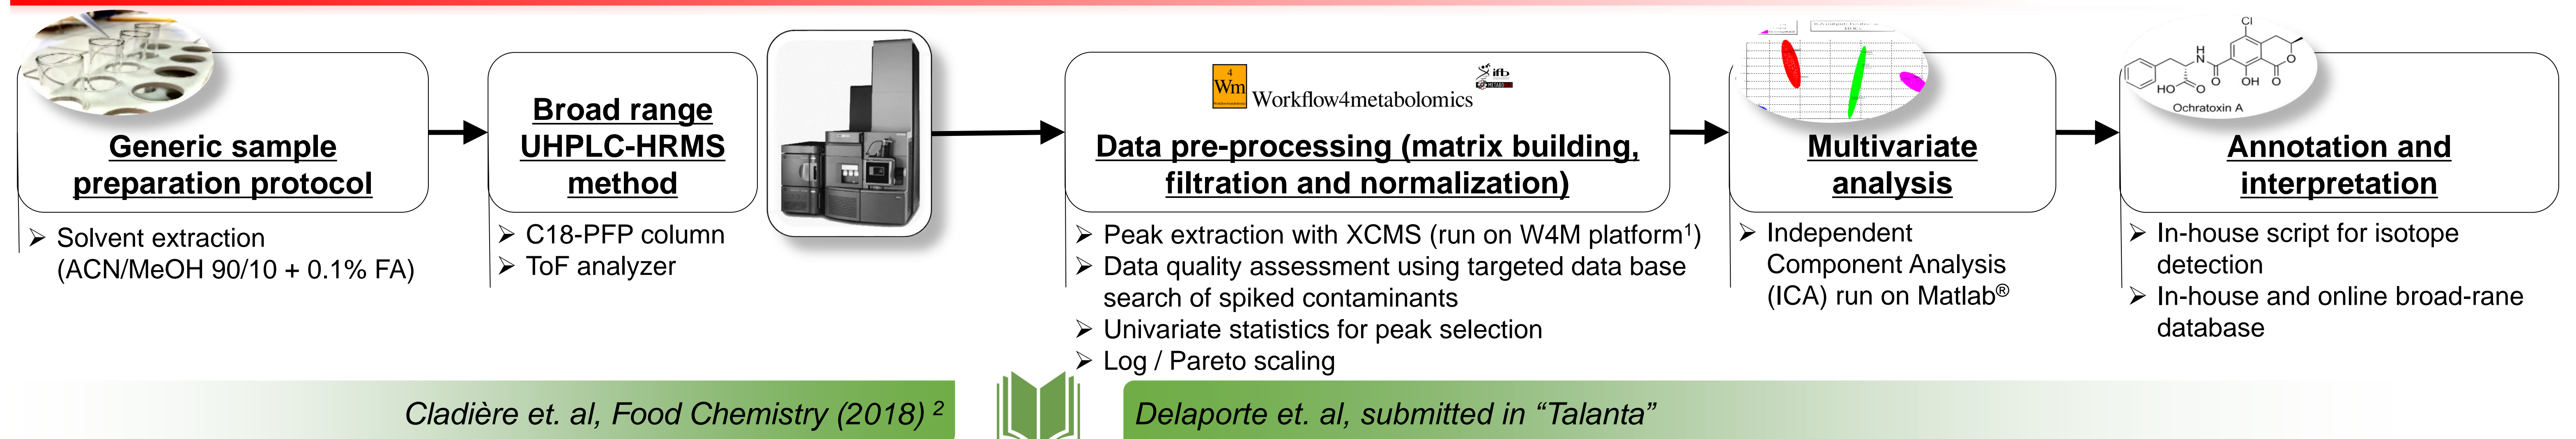 Generic sample
preparation protocol
➢ Solvent extraction
(ACN/MeOH 90/10 + 0.1% FA)
Broad range
UHPLC-HRMS
method
➢ C18-PFP column
➢ ToF analyzer
4
Wm
Workflow4metabolomics
ifb
Data pre-processing (matrix building,
filtration and normalization)
➢ Peak extraction with XCMS (run on W4M platform¹)
➢ Data quality assessment using targeted data base
search of spiked contaminants
➢ Univariate statistics for peak selection
➢ Log / Pareto scaling
Multivariate
analysis
➢ Independent
Component Analysis
(ICA) run on Matlab®
Cl
H
N
O
HO
O
O
OH
O
O
Ochratoxin A
Annotation and
interpretation
➢ In-house script for isotope
detection
➢ In-house and online broad-rane
database
Cladière et. al, Food Chemistry (2018) ²
Delaporte et. al, submitted in “Talanta”